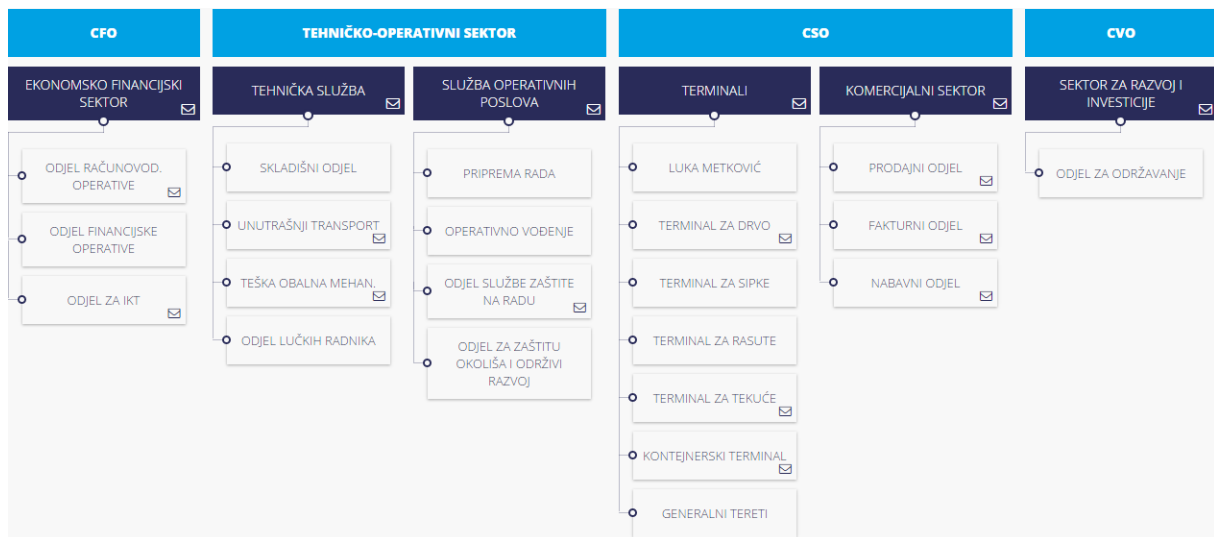 CFO
TEHNIČKO-OPERATIVNI SEKTOR
CSO
CVO
EKONOMSKO FINANCIJSKI
SEKTOR
TEHNIČKA SLUŽBA
SLUŽBA OPERATIVNIH
POSLOVA
TERMINALI
KOMERCIJALNI SEKTOR
SEKTOR ZA RAZVOJ I
INVESTICIJE
ODJEL RAČUNOVOD.
OPERATIVE
ODJEL FINANCIJSKE
OPERATIVE
ODJEL ZA IKT
SKLADIŠNI ODJEL
UNUTRAŠNJI TRANSPORT
TEŠKA OBALNA MEHAN.
ODJEL LUČKIH RADNIKA
PRIPREMA RADA
OPERATIVNO VOĐENJE
ODJEL SLUŽBE ZAŠTITE
NA RADU
ODJEL ZA ZAŠTITU
OKOLIŠA I ODRŽIVI
RAZVOJ
LUKA METKOVIĆ
TERMINAL ZA DRVO
TERMINAL ZA SIPKE
TERMINAL ZA RASUTE
TERMINAL ZA TEKUĆE
KONTEJNERSKI TERMINAL
GENERALNI TERETI
PRODAJNI ODJEL
FAKTURNI ODJEL
NABAVNI ODJEL
ODJEL ZA ODRŽAVANJE